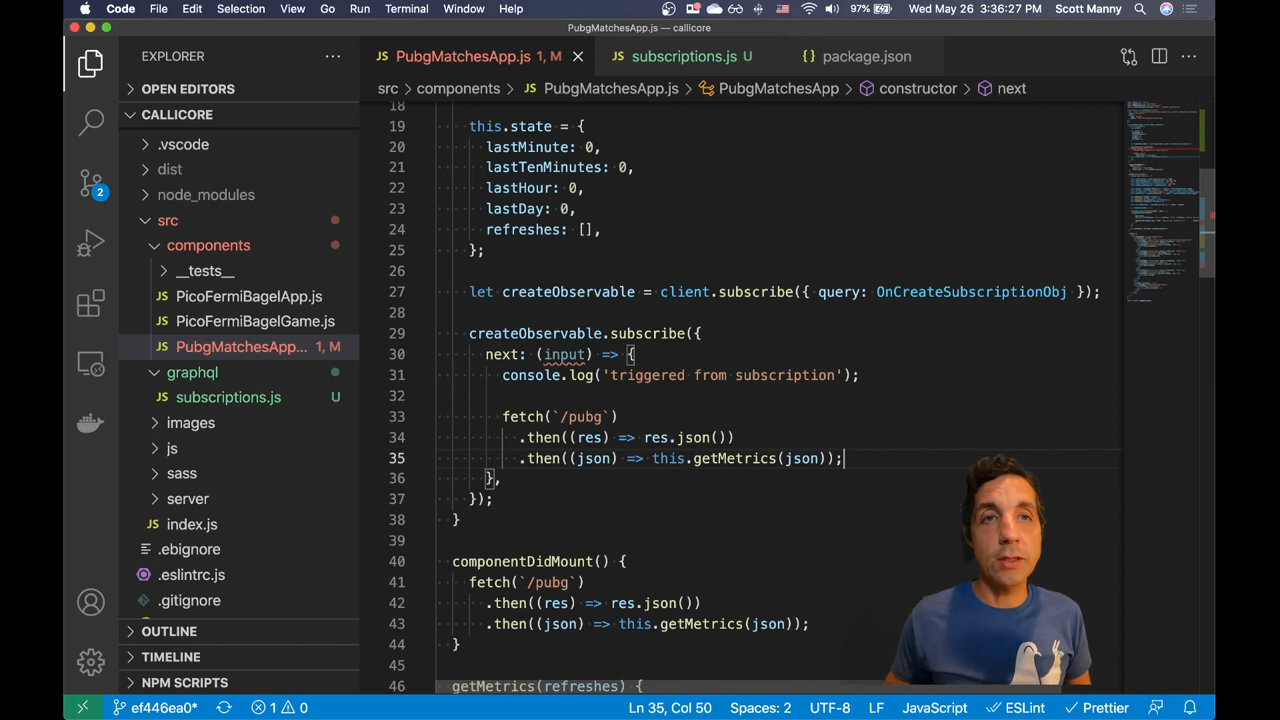 Code File Edit Selection View Go Run Terminal Window Help 97% Wed May 26 3:36:27 PM Scott Manny
PubgMatchesApp.js — callicore
EXPLORER
OPEN EDITORS
CALLICORE
.vscode
dist
node_modules
src
components
__tests__
PicoFermiBagelApp.js
PicoFermiBagelGame.js
PubgMatchesApp... 1, M
graphql
subscriptions.js U
images
js
sass
server
JS index.js
.ebignore
.eslintrc.js
.gitignore
OUTLINE
TIMELINE
NPM SCRIPTS
2
JS PubgMatchesApp.js 1, M
JS subscriptions.js U
{} package.json
src components JS PubgMatchesApp.js PubgMatchesApp constructor next
18
19 this.state = {
20 lastMinute: 0,
21 lastTenMinutes: 0,
22 lastHour: 0,
23 lastDay: 0,
24 refreshes: [],
25 };
26
27 let createObservable = client.subscribe({ query: OnCreateSubscriptionObj });
28
29 createObservable.subscribe({
30 next: (input) => {
31 console.log('triggered from subscription');
32
33 fetch(`/pubg`)
34 .then((res) => res.json())
35 .then((json) => this.getMetrics(json));
36 },
37 });
38 }
39
40 componentDidMount() {
41 fetch(`/pubg`)
42 .then((res) => res.json())
43 .then((json) => this.getMetrics(json));
44 }
45
46 getMetrics(refreshes) {
ef446ea0* 1 0 Ln 35, Col 50 Spaces: 2 UTF-8 LF JavaScript ESLint Prettier